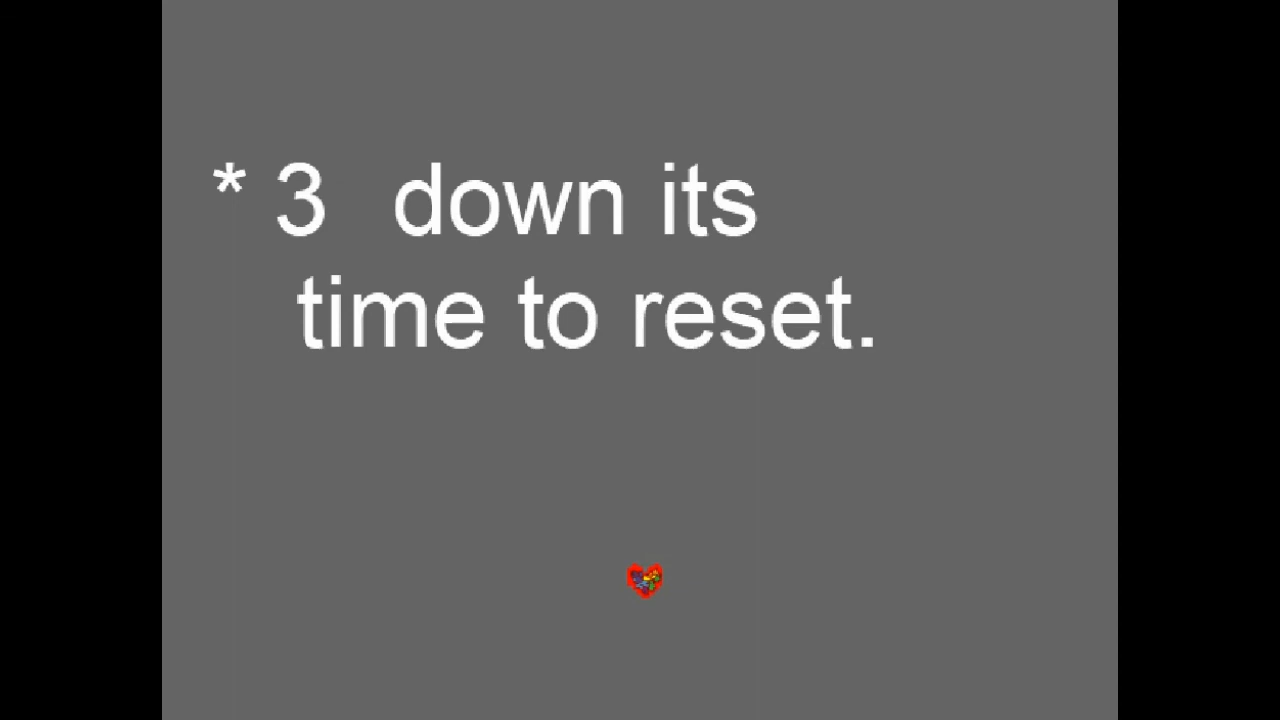 * 3 down its
time to reset.